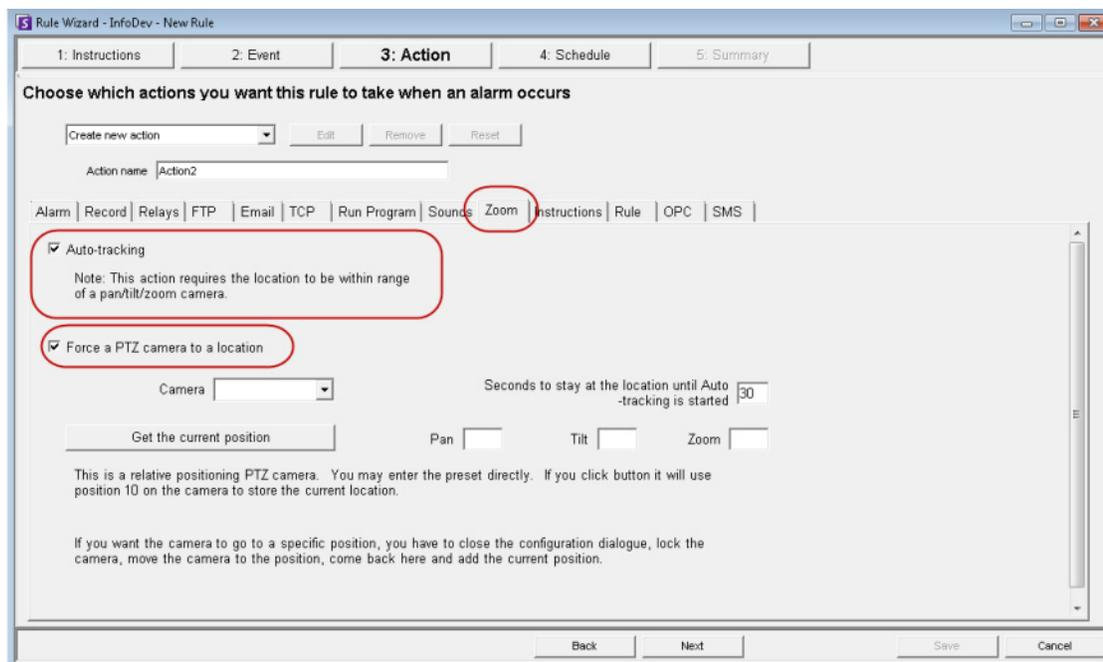 Rule Wizard - InfoDev - New Rule
1: Instructions 2: Event 3: Action 4: Schedule 5: Summary
Choose which actions you want this rule to take when an alarm occurs
Create new action Edit Remove Reset
Action name Action2
Alarm Record Relays FTP Email TCP Run Program Sounds Zoom Instructions Rule OPC SMS
Auto-tracking
Note: This action requires the location to be within range
of a pan/tilt/zoom camera.
Force a PTZ camera to a location
Camera Seconds to stay at the location until Auto
-tracking is started 30
Get the current position Pan Tilt Zoom
This is a relative positioning PTZ camera. You may enter the preset directly. If you click button it will use
position 10 on the camera to store the current location.
If you want the camera to go to a specific position, you have to close the configuration dialogue, lock the
camera, move the camera to the position, come back here and add the current position.
Back Next Save Cancel